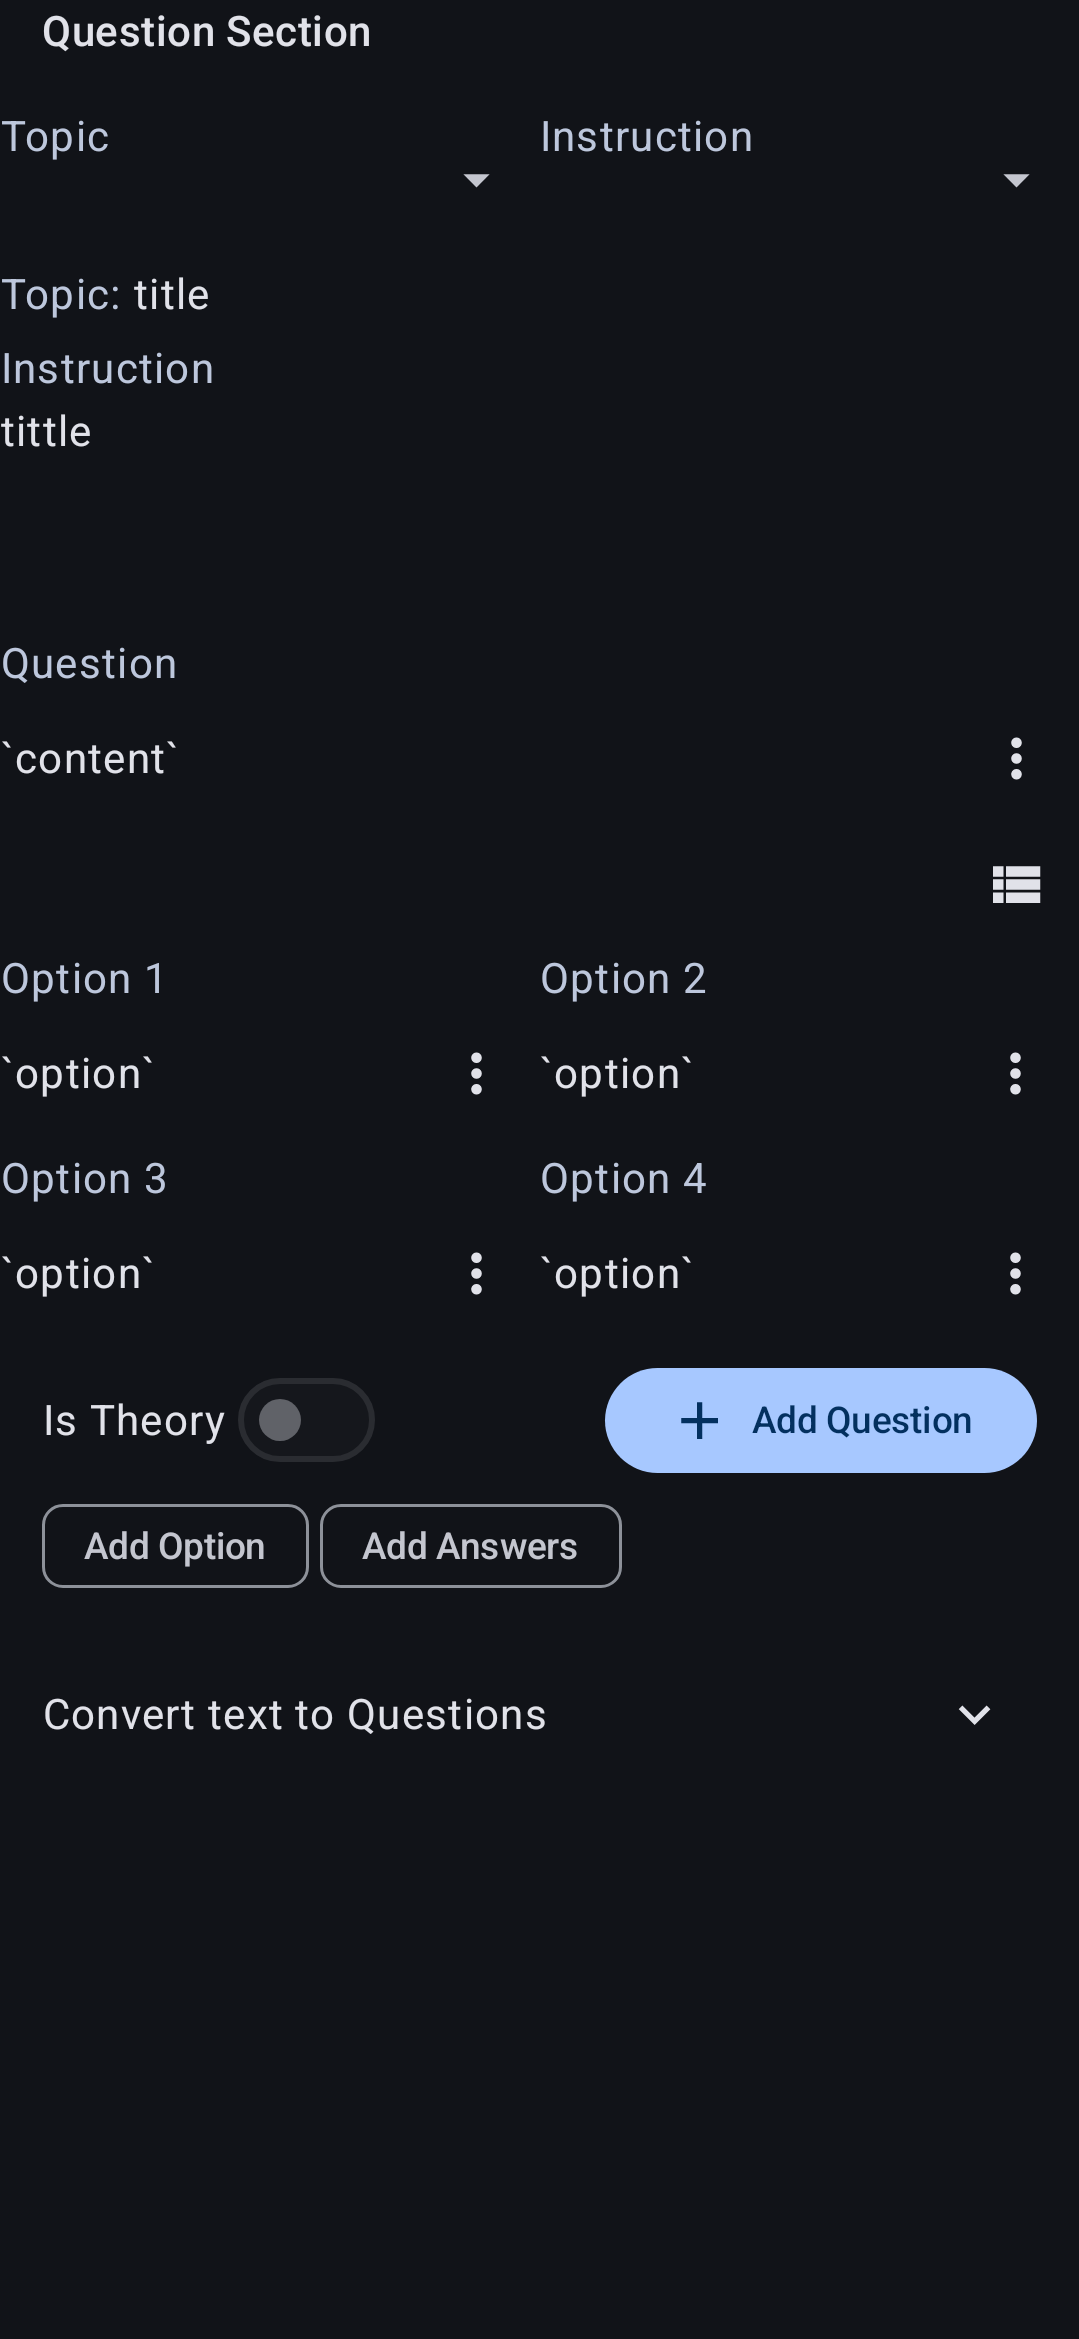 Question Section
Topic Instruction
Topic: title
Instruction
tittle
Question
`content`
Option 1 Option 2
`option` `option`
Option 3 Option 4
`option` `option`
Is Theory Add Question
Add Option Add Answers
Convert text to Questions